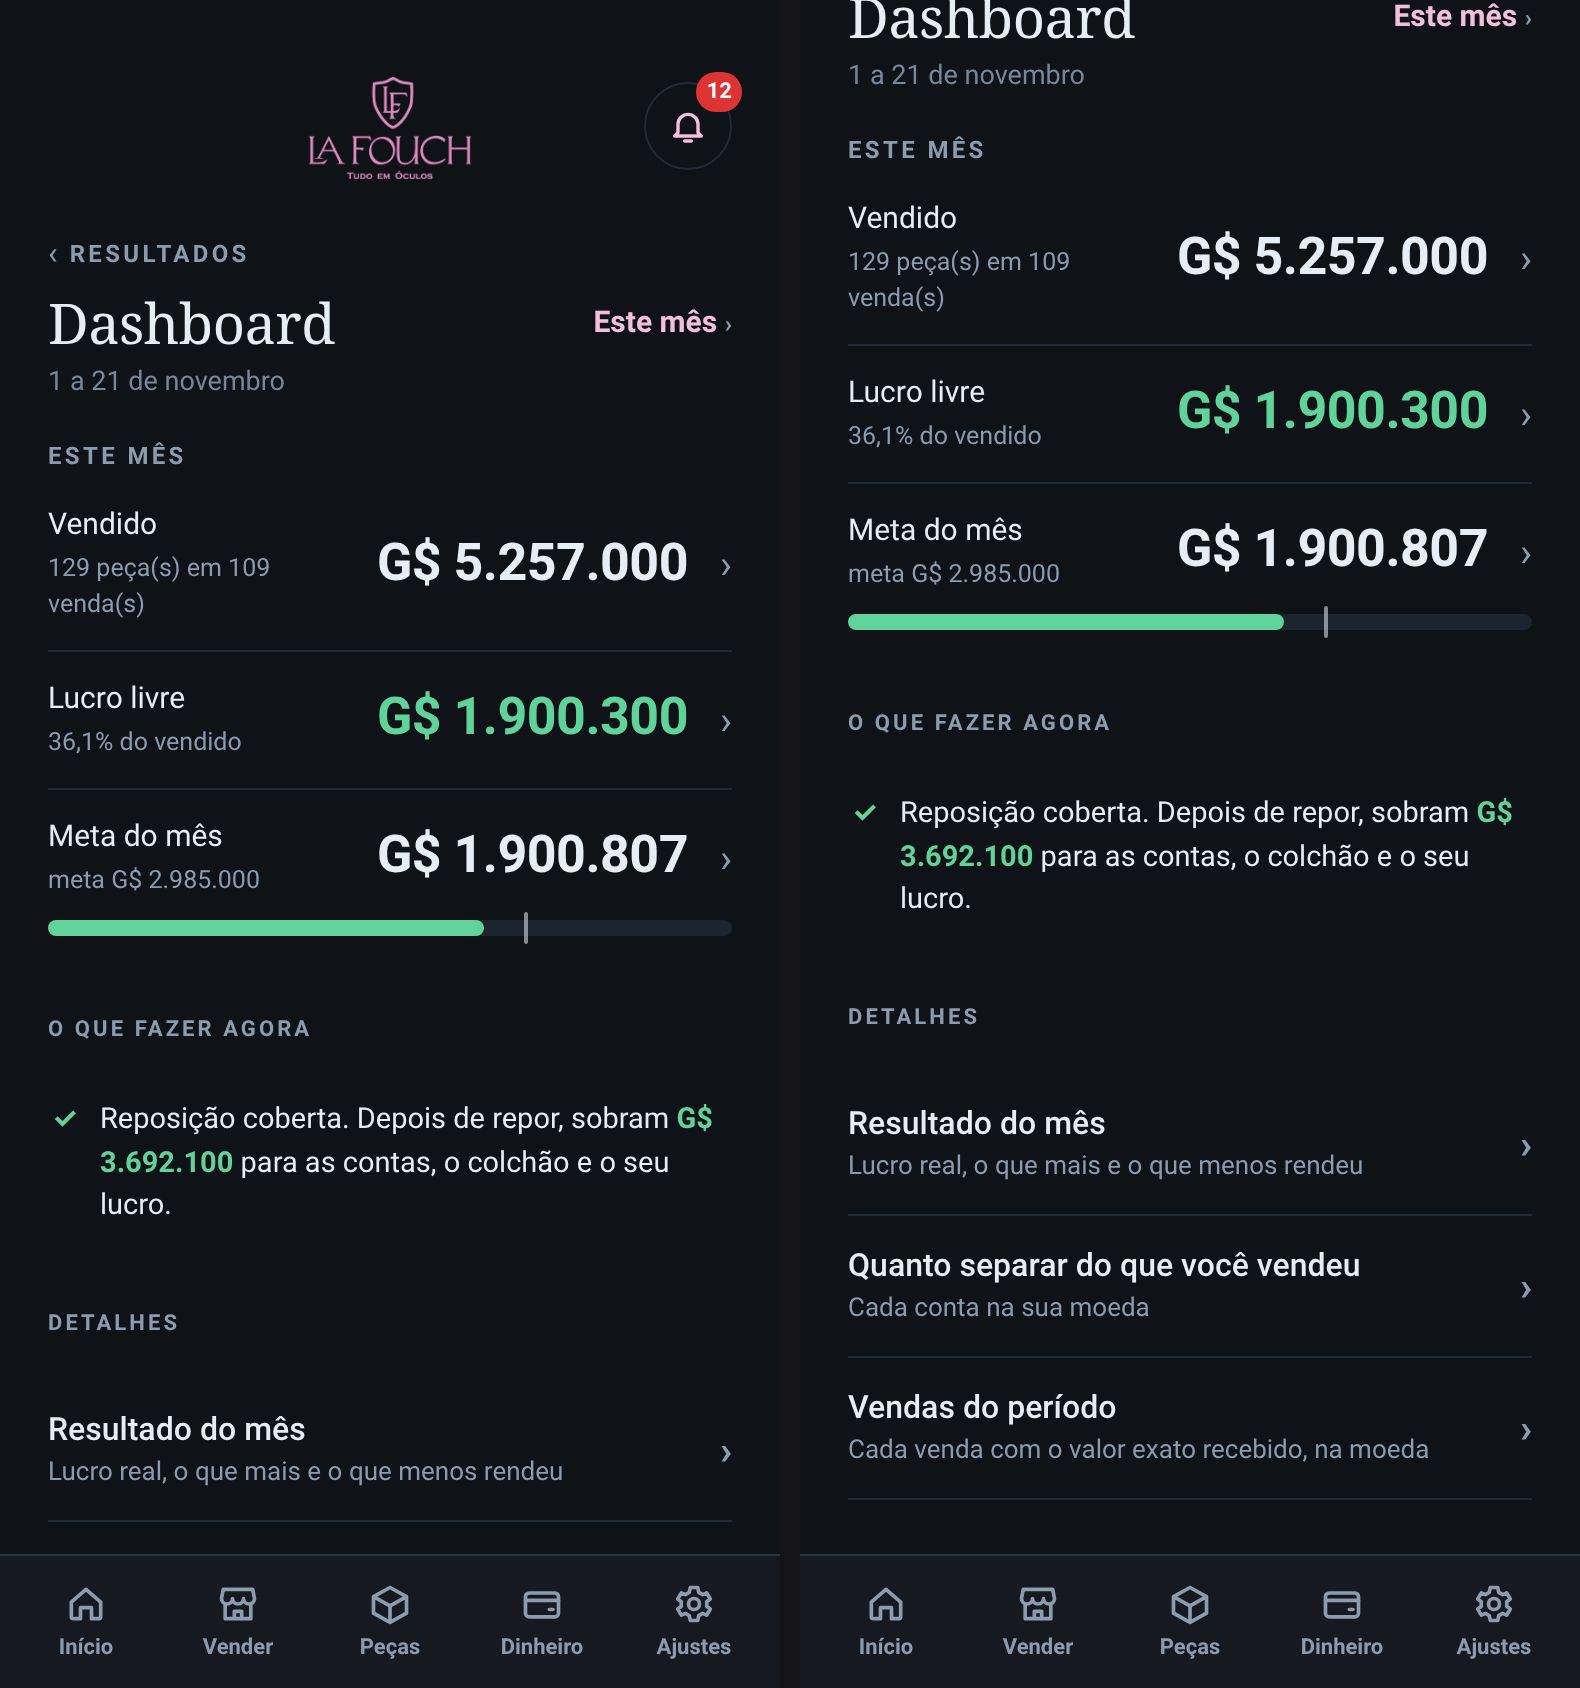 LF
LA FOUCH
TUDO EM ÓCULOS
12
‹ RESULTADOS
Dashboard
Este mês ›
1 a 21 de novembro
ESTE MÊS
Vendido
129 peça(s) em 109
venda(s)
G$ 5.257.000 ›
Lucro livre
36,1% do vendido
G$ 1.900.300 ›
Meta do mês
meta G$ 2.985.000
G$ 1.900.807 ›
O QUE FAZER AGORA
Reposição coberta. Depois de repor, sobram G$
3.692.100 para as contas, o colchão e o seu
lucro.
DETALHES
Resultado do mês
Lucro real, o que mais e o que menos rendeu
›
Início
Vender
Peças
Dinheiro
Ajustes
Dashboard
Este mês ›
1 a 21 de novembro
ESTE MÊS
Vendido
129 peça(s) em 109
venda(s)
G$ 5.257.000 ›
Lucro livre
36,1% do vendido
G$ 1.900.300 ›
Meta do mês
meta G$ 2.985.000
G$ 1.900.807 ›
O QUE FAZER AGORA
Reposição coberta. Depois de repor, sobram G$
3.692.100 para as contas, o colchão e o seu
lucro.
DETALHES
Resultado do mês
Lucro real, o que mais e o que menos rendeu
›
Quanto separar do que você vendeu
Cada conta na sua moeda
›
Vendas do período
Cada venda com o valor exato recebido, na moeda
›
Início
Vender
Peças
Dinheiro
Ajustes